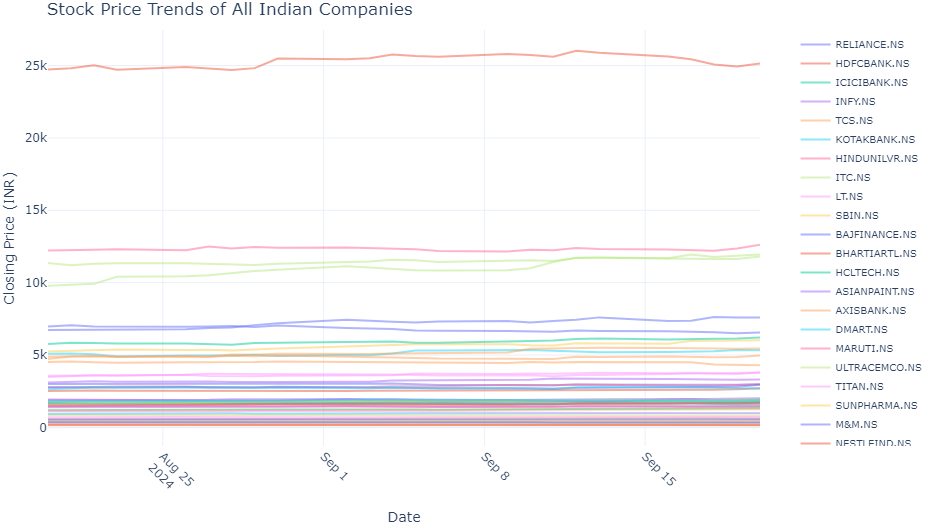 Stock Price Trends of All Indian Companies
Closing Price (INR)
25k
20k
15k
10k
5k
0
Aug 25
2024
Sep 1
Sep 8
Sep 15
Date
RELIANCE.NS
HDFCBANK.NS
ICICIBANK.NS
INFY.NS
TCS.NS
KOTAKBANK.NS
HINDUNILVR.NS
ITC.NS
LT.NS
SBIN.NS
BAJFINANCE.NS
BHARTIARTL.NS
HCLTECH.NS
ASIANPAINT.NS
AXISBANK.NS
DMART.NS
MARUTI.NS
ULTRACEMCO.NS
TITAN.NS
SUNPHARMA.NS
M&M.NS
NESTLEIND.NS